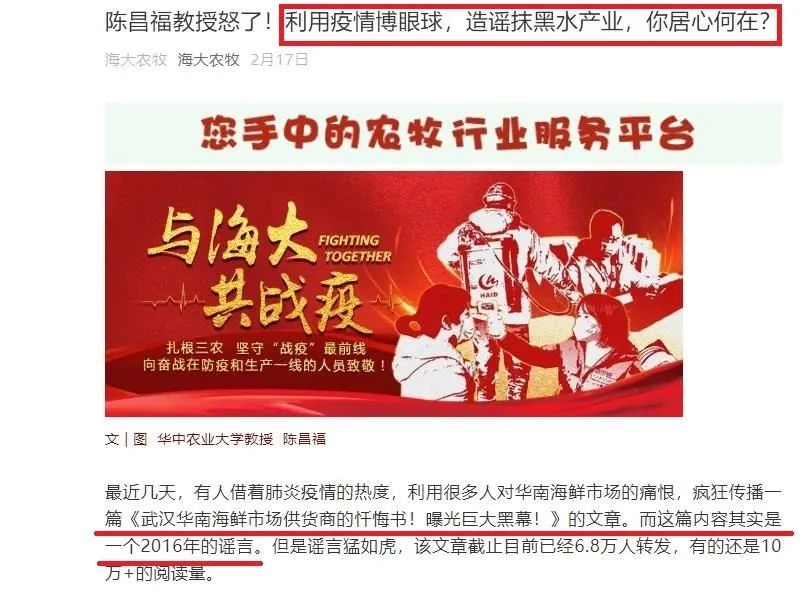 陈昌福教授怒了！利用疫情博眼球，造谣抹黑水产业，你居心何在？
海大农牧 海大农牧 2月17日
您手中的农牧行业服务平台
与海大
FIGHTING
TOGETHER
共战疫
HAID
扎根三农 坚守“战疫”最前线
向奋战在防疫和生产一线的人员致敬！
文 | 图 华中农业大学教授 陈昌福
最近几天，有人借着肺炎疫情的热度，利用很多人对华南海鲜市场的痛恨，疯狂传播一
篇《武汉华南海鲜市场供货商的忏悔书！曝光巨大黑幕！》的文章。而这篇内容其实是
一个2016年的谣言。但是谣言猛如虎，该文章截止目前已经6.8万人转发，有的还是10
万+的阅读量。